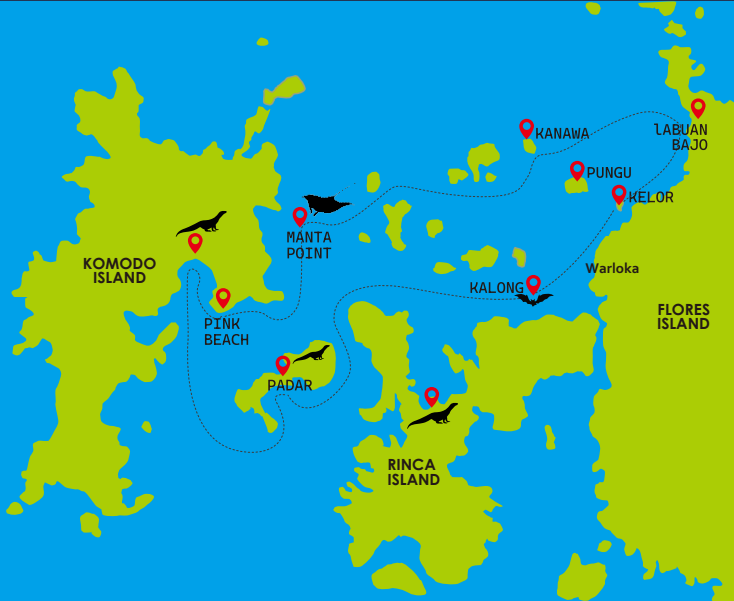 KANAWA
lABUAN
BAJO
PUNGU
KELOR
MANTA
POINT
KOMODO
ISLAND
Warloka
KALONG
PINK
BEACH
FLORES
ISLAND
PADAR
RINCA
ISLAND